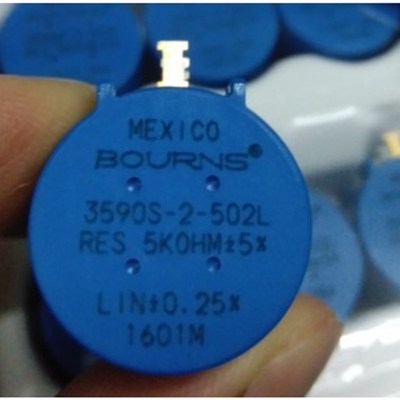 MEXICO
BOURNS®
3590S-2-502L
RES 5KOHM±5%
LIN±0.25%
1601M